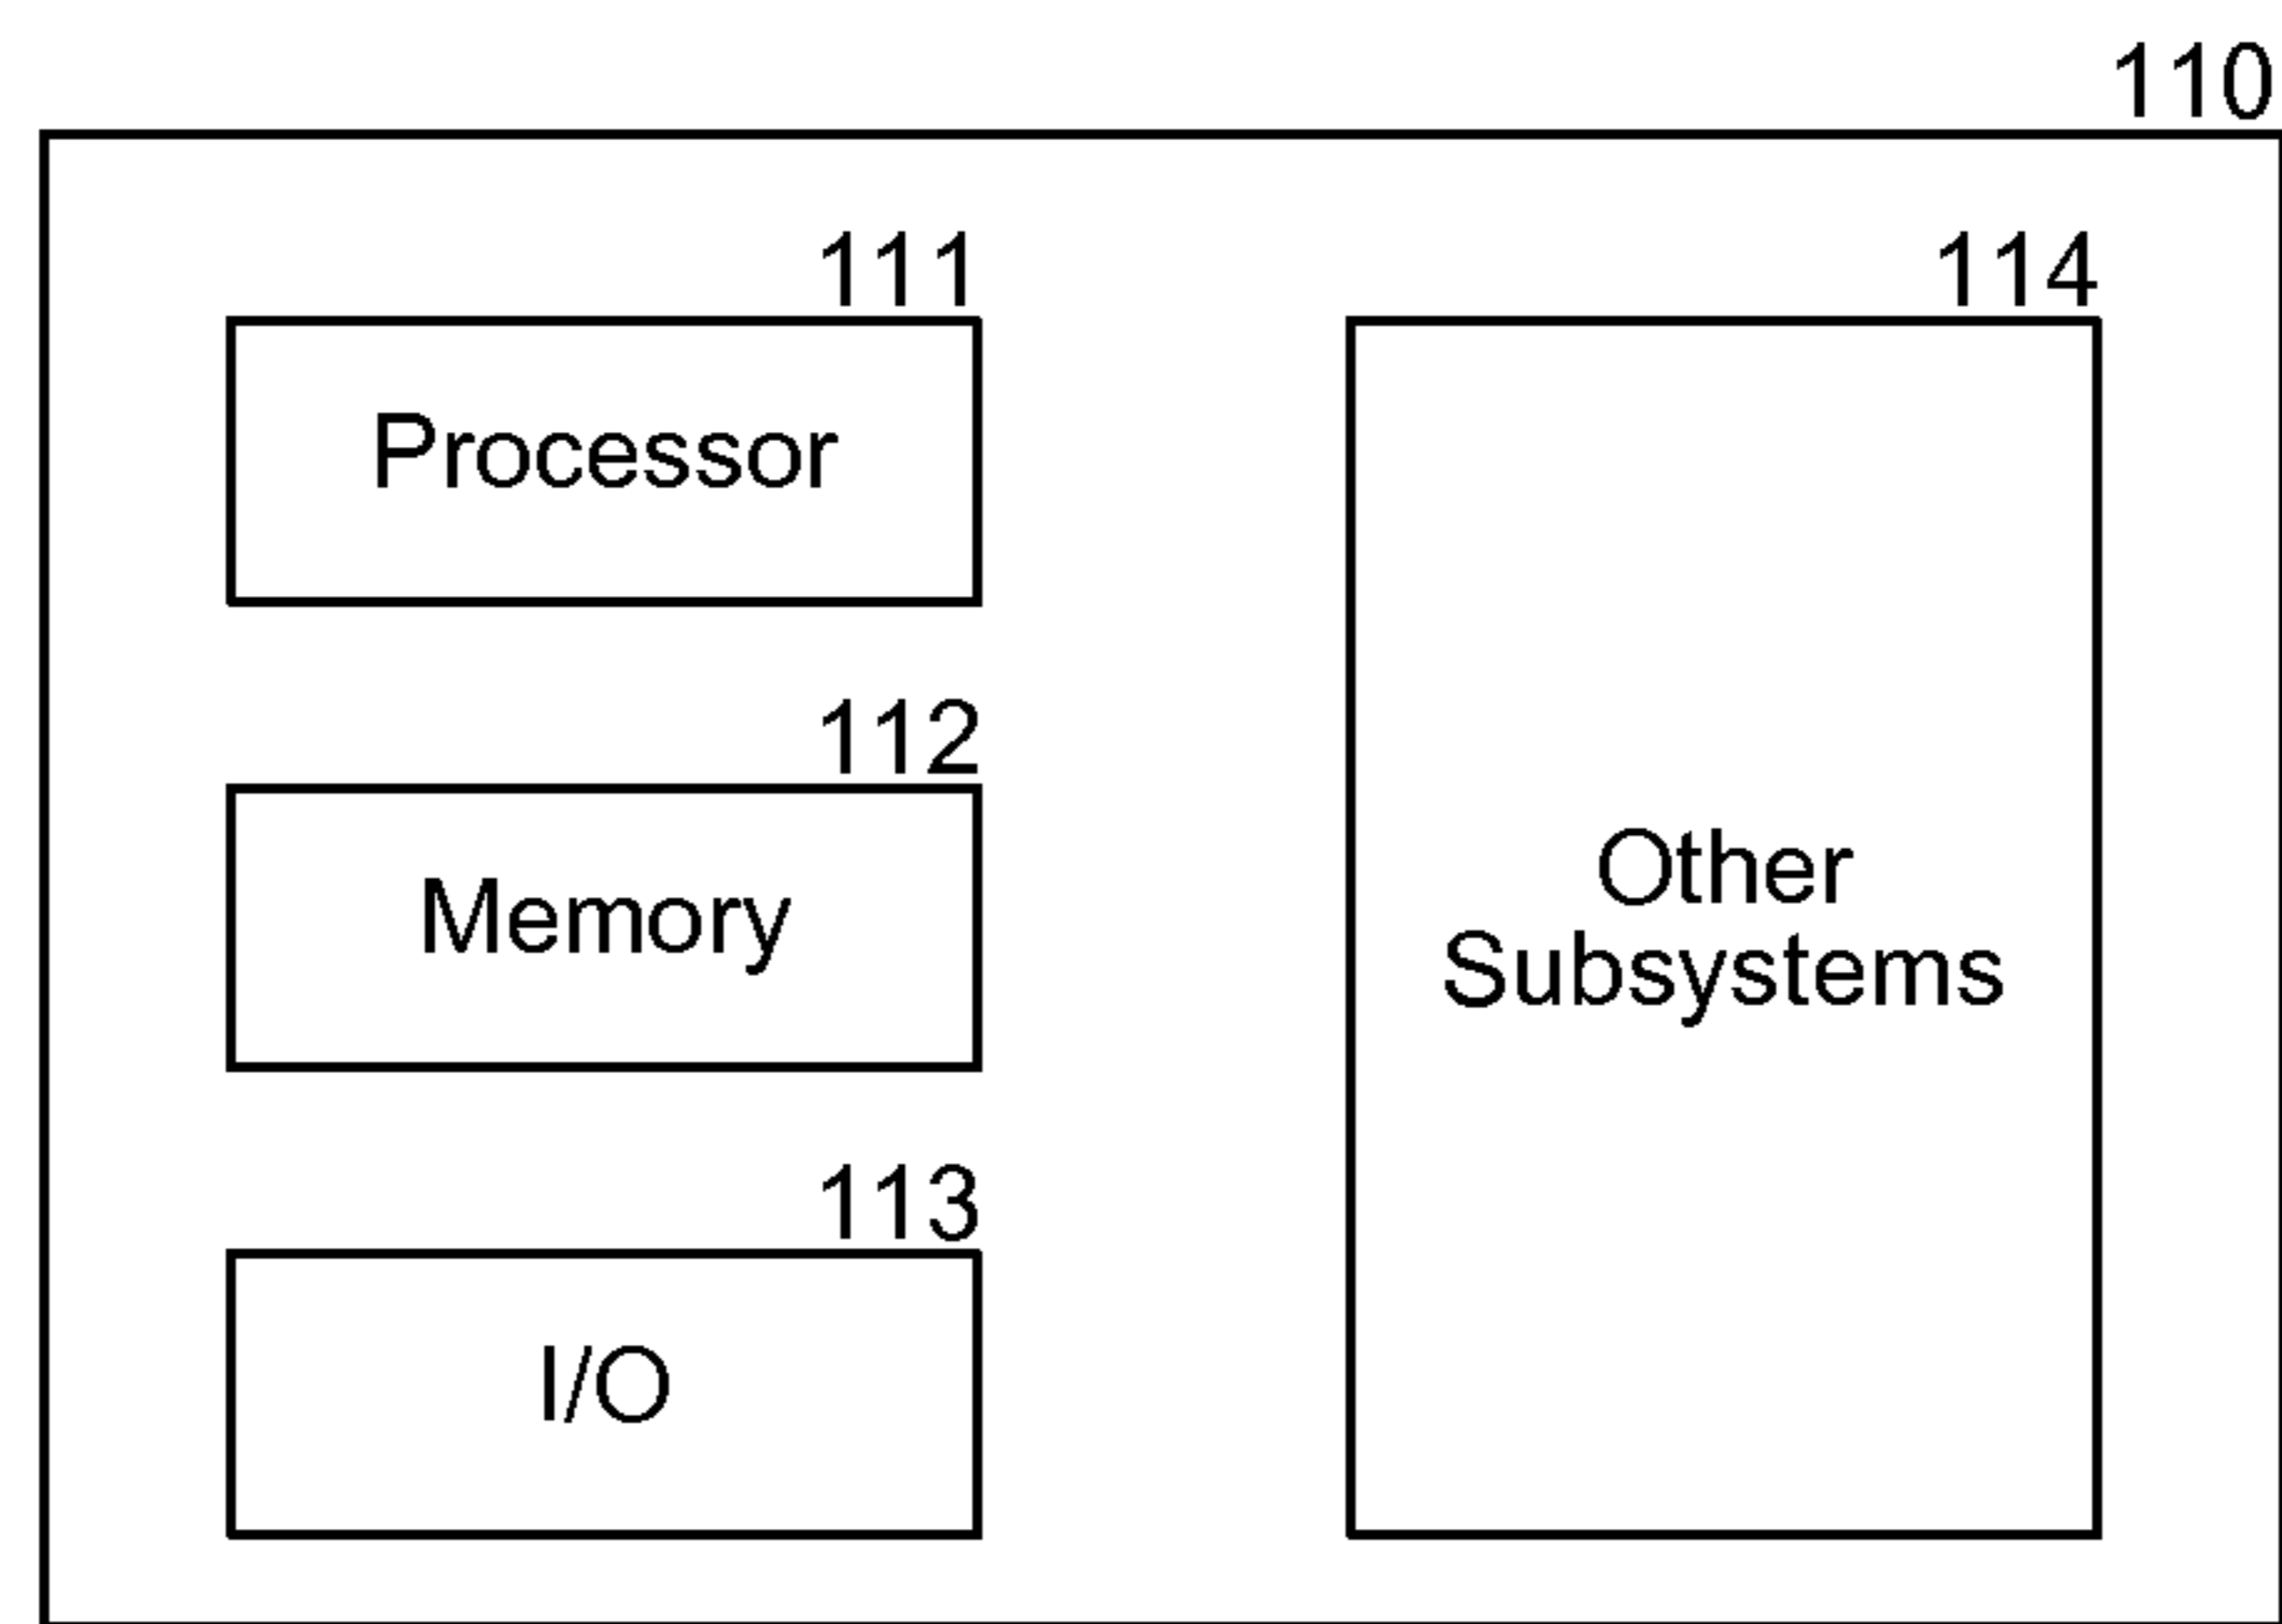 110
111
Processor
112
Memory
113
I/O
114
Other
Subsystems